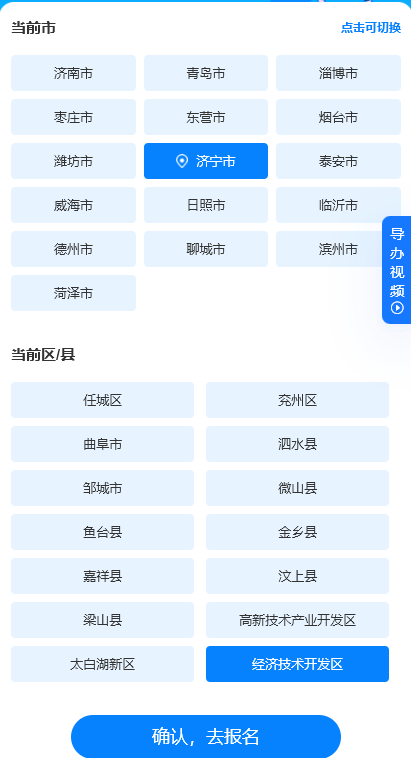 当前市
点击可切换
济南市
青岛市
淄博市
枣庄市
东营市
烟台市
潍坊市
济宁市
泰安市
威海市
日照市
临沂市
德州市
聊城市
滨州市
菏泽市
导办视频
当前区/县
任城区
兖州区
曲阜市
泗水县
邹城市
微山县
鱼台县
金乡县
嘉祥县
汶上县
梁山县
高新技术产业开发区
太白湖新区
经济技术开发区
确认，去报名